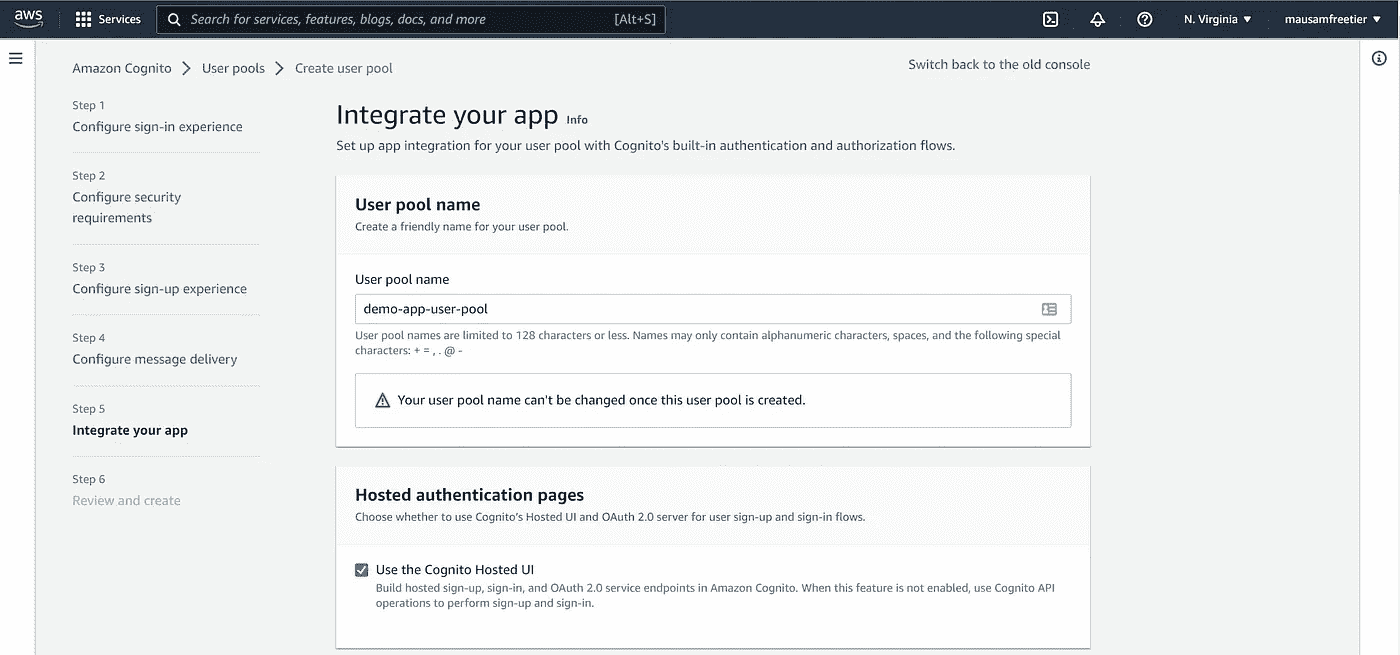 aws Services Search for services, features, blogs, docs, and more [Alt+S] N. Virginia ▼ mausamfreetier ▼
Amazon Cognito > User pools > Create user pool
Switch back to the old console
Step 1
Configure sign-in experience
Step 2
Configure security
requirements
Step 3
Configure sign-up experience
Step 4
Configure message delivery
Step 5
Integrate your app
Step 6
Review and create
Integrate your app Info
Set up app integration for your user pool with Cognito's built-in authentication and authorization flows.
User pool name
Create a friendly name for your user pool.
User pool name
demo-app-user-pool
User pool names are limited to 128 characters or less. Names may only contain alphanumeric characters, spaces, and the following special
characters: + = , . @ -
Your user pool name can't be changed once this user pool is created.
Hosted authentication pages
Choose whether to use Cognito's Hosted UI and OAuth 2.0 server for user sign-up and sign-in flows.
Use the Cognito Hosted UI
Build hosted sign-up, sign-in, and OAuth 2.0 service endpoints in Amazon Cognito. When this feature is not enabled, use Cognito API
operations to perform sign-up and sign-in.